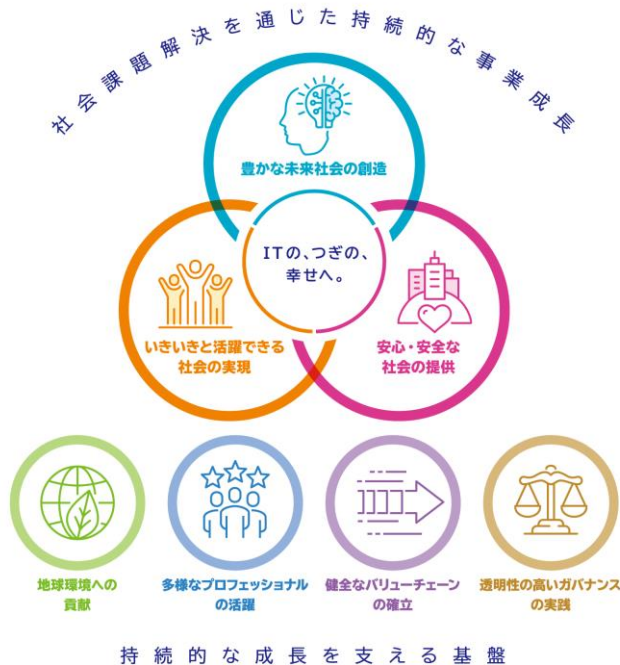 社会課題解決を通じた持続的な事業成長
豊かな未来社会の創造
ITの、つぎの、
幸せへ。
いきいきと活躍できる
社会の実現
安心・安全な
社会の提供
地球環境への
貢献
多様なプロフェッショナル
の活躍
健全なバリューチェーン
の確立
透明性の高いガバナンス
の実践
持続的な成長を支える基盤